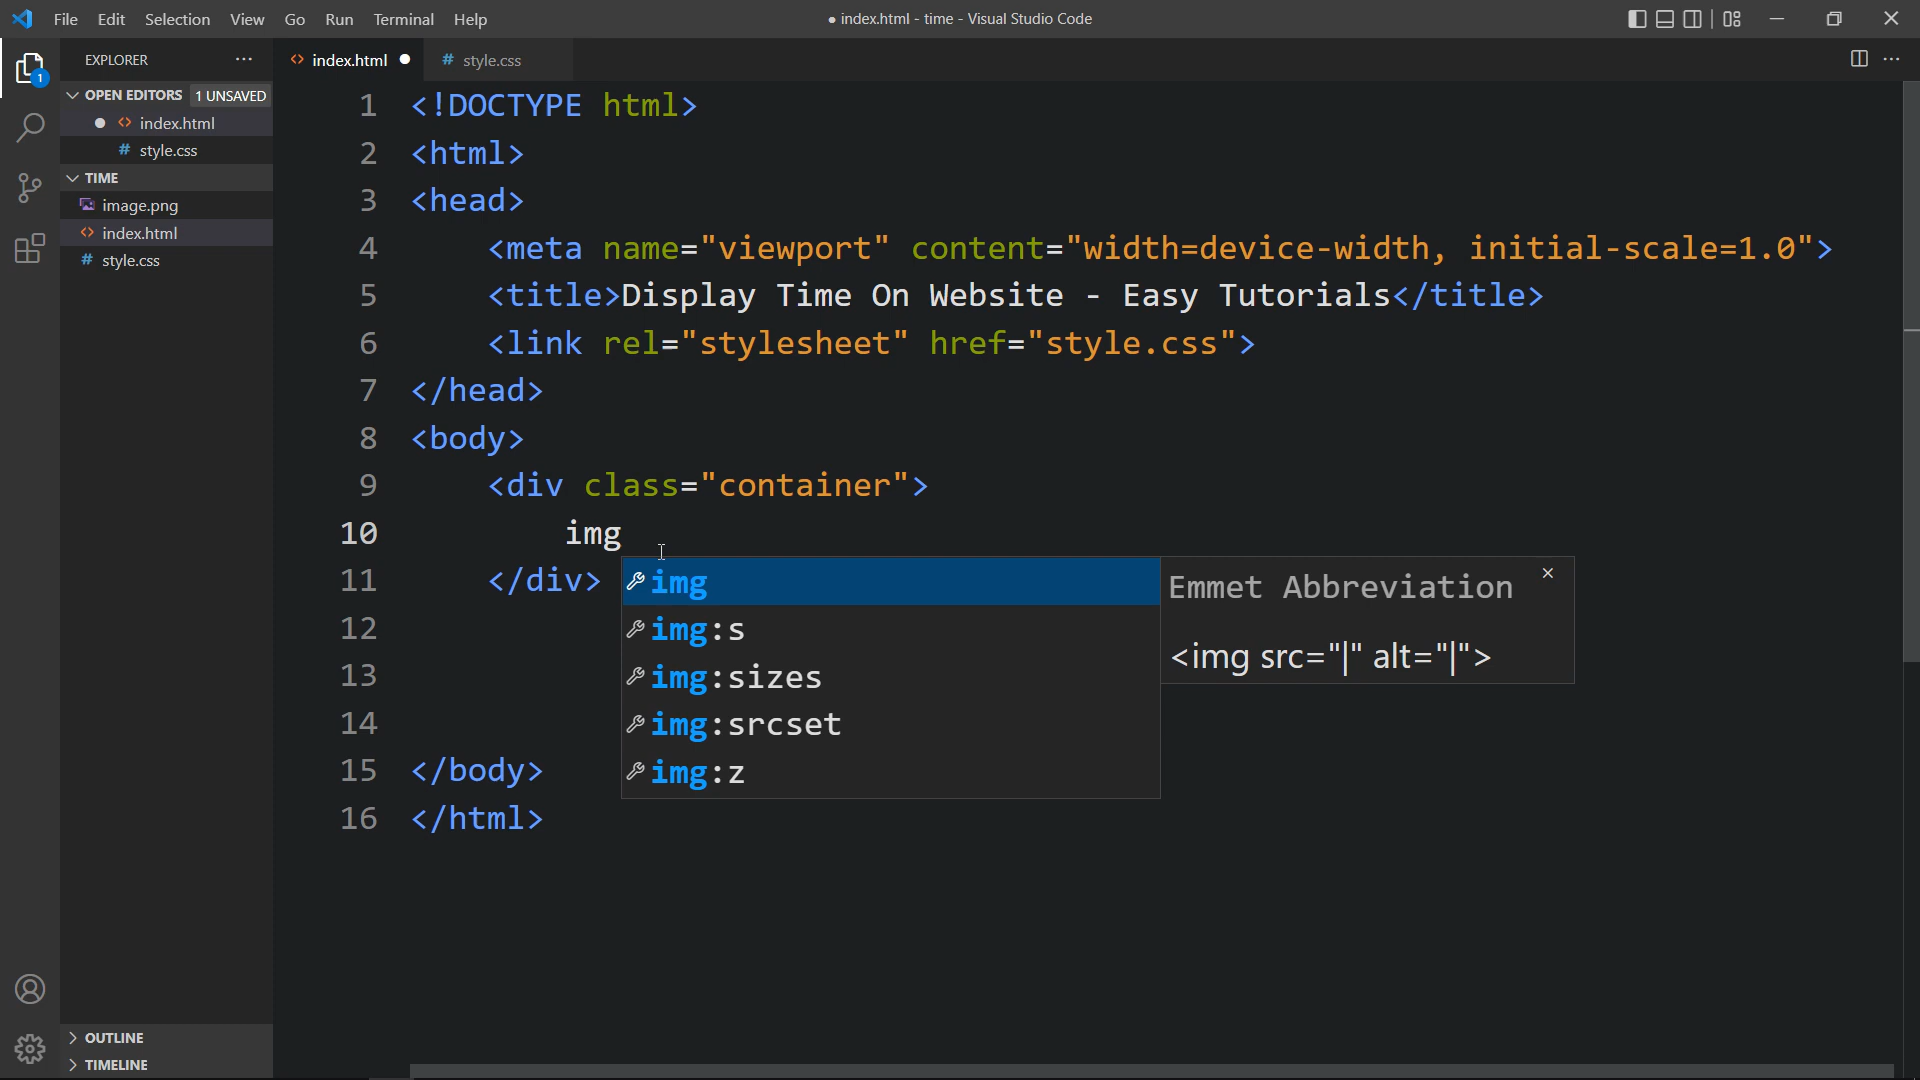 File Edit Selection View Go Run Terminal Help
● index.html - time - Visual Studio Code
EXPLORER ···
1
OPEN EDITORS 1 UNSAVED
● <> index.html
# style.css
TIME
image.png
<> index.html
# style.css
OUTLINE
TIMELINE
<> index.html ●
# style.css
1 <!DOCTYPE html>
2 <html>
3 <head>
4 <meta name="viewport" content="width=device-width, initial-scale=1.0">
5 <title>Display Time On Website - Easy Tutorials</title>
6 <link rel="stylesheet" href="style.css">
7 </head>
8 <body>
9 <div class="container">
10 img
11 </div>
12
13
14
15 </body>
16 </html>
img
img:s
img:sizes
img:srcset
img:z
Emmet Abbreviation
<img src="|" alt="|">